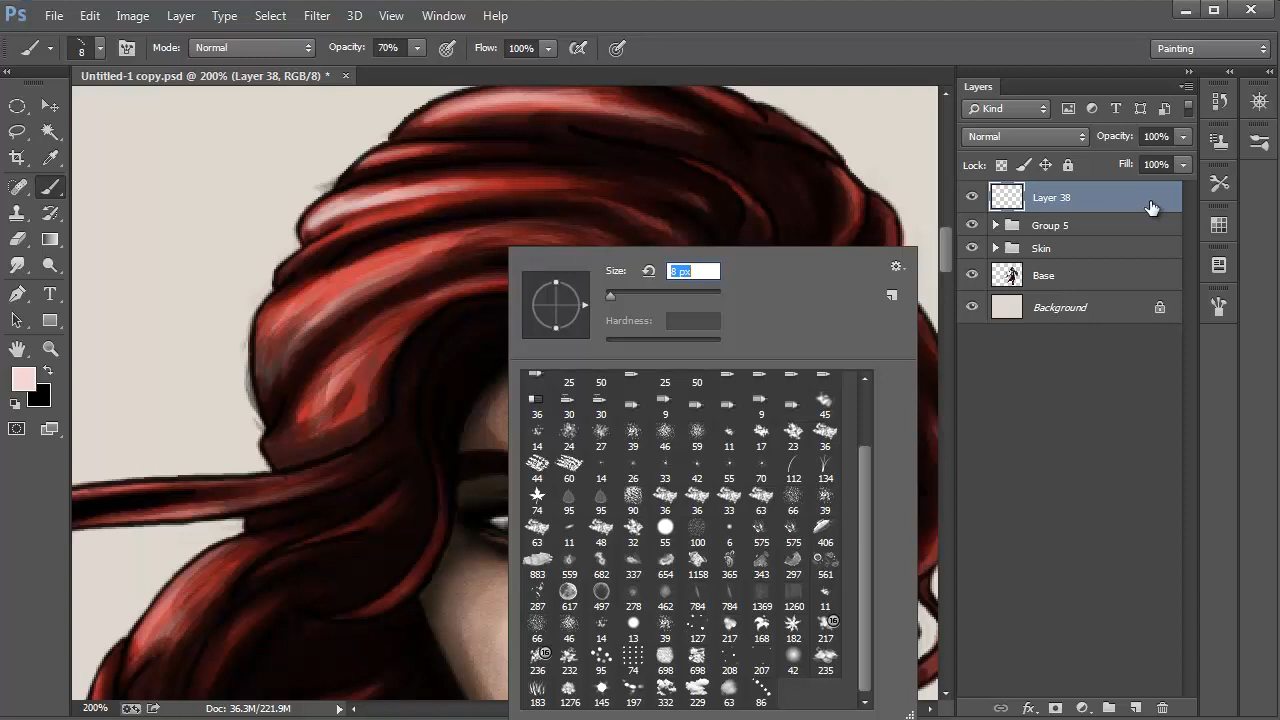 Ps File Edit Image Layer Type Select Filter 3D View Window Help
8 Mode: Normal Opacity: 70% Flow: 100% Painting
Untitled-1 copy.psd @ 200% (Layer 38, RGB/8) *
Layers
Kind
Normal Opacity: 100%
Lock: Fill: 100%
Layer 38
Group 5
Skin
Base
Background
Size: 8 px
Hardness:
25 50 25 50
36 30 30 9 9 45
14 24 27 39 46 59 11 17 23 36
44 60 14 26 33 42 55 70 112 134
74 95 95 90 36 36 33 63 66 39
63 11 48 32 55 100 6 575 575 406
883 559 682 337 654 1158 365 343 297 561
287 617 497 278 462 784 784 1369 1260 11
66 46 14 13 39 127 217 168 182 217
236 232 95 74 698 698 208 207 42 235
183 1276 145 197 332 229 63 86
200% Doc: 36.3M/221.9M